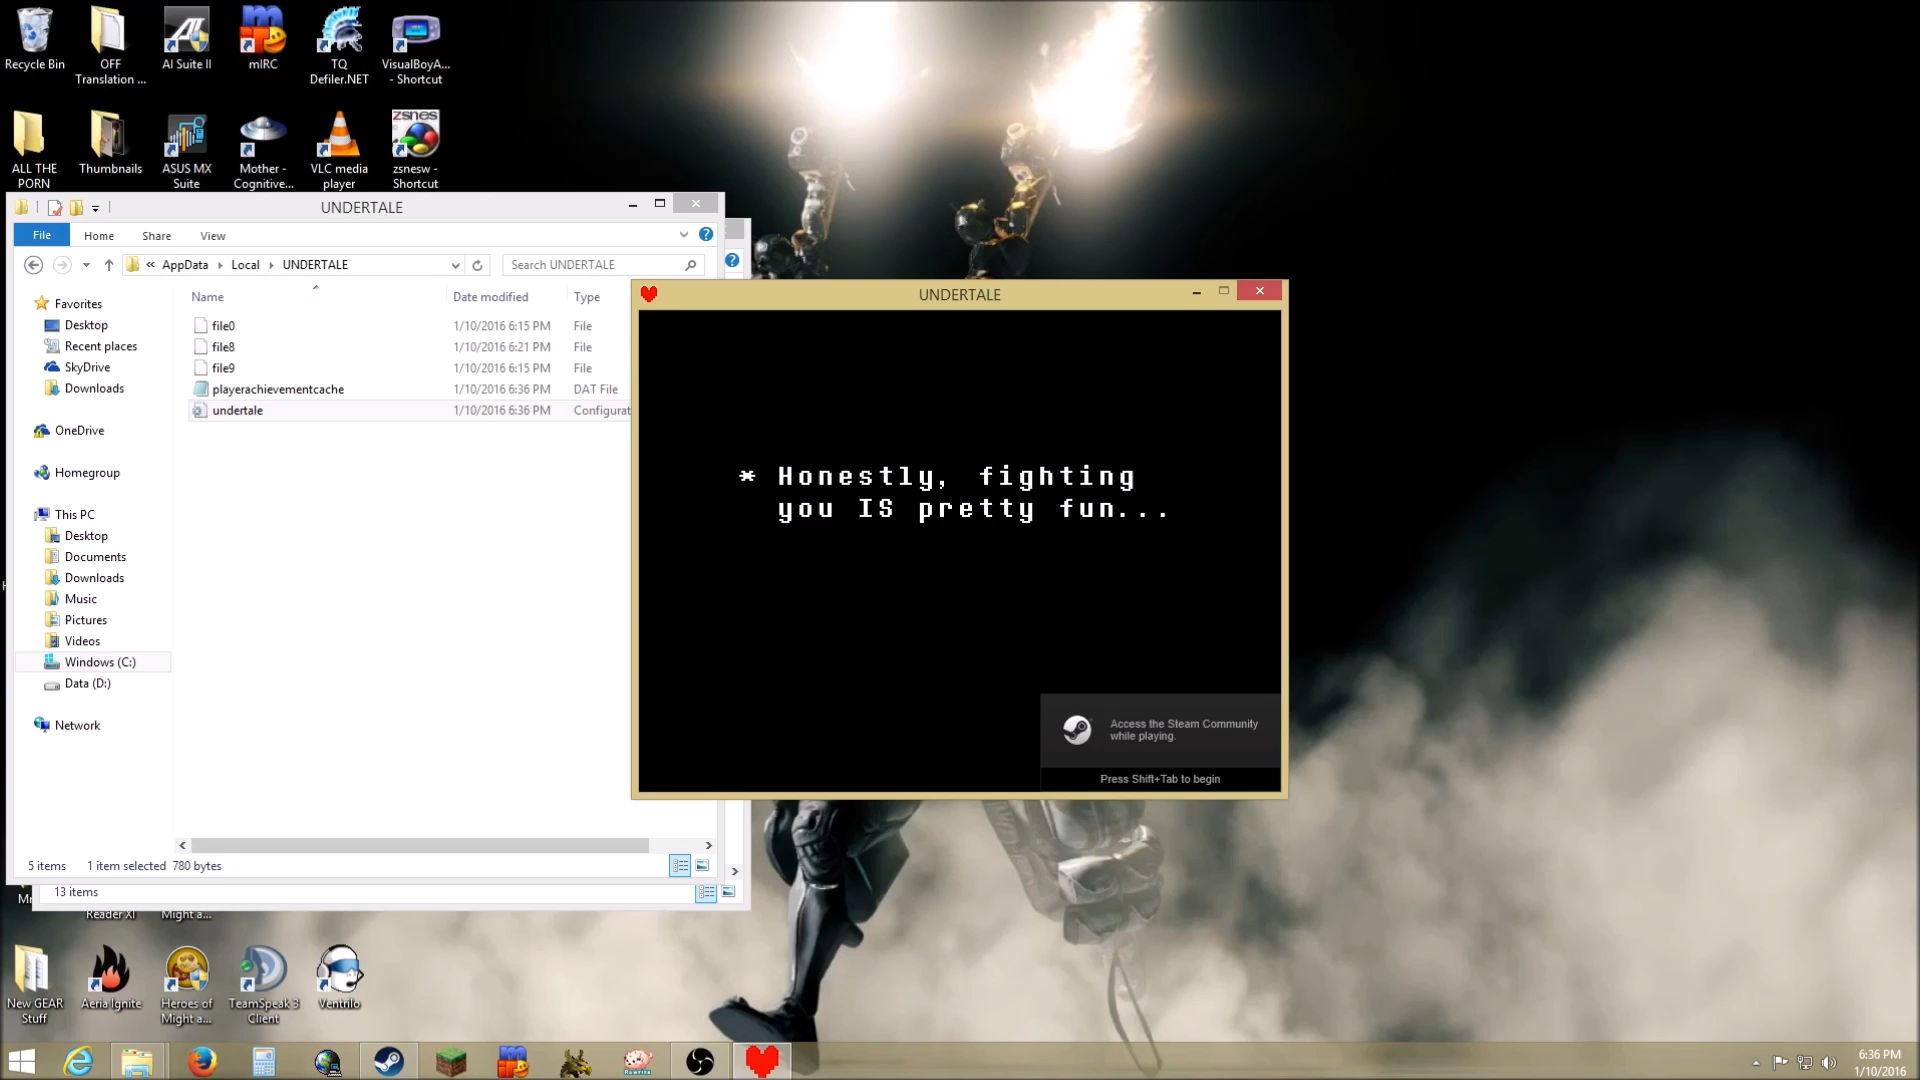 Recycle Bin
OFF
Translation ...
AI Suite II
mIRC
TQ
Defiler.NET
VisualBoyA...
- Shortcut
ALL THE
PORN
Thumbnails
ASUS MX
Suite
Mother -
Cognitive...
VLC media
player
zsnes
zsnesw -
Shortcut
UNDERTALE
File
Home
Share
View
« AppData
Local
UNDERTALE
Search UNDERTALE
Name
Date modified
Type
Favorites
Desktop
Recent places
SkyDrive
Downloads
OneDrive
Homegroup
This PC
Desktop
Documents
Downloads
Music
Pictures
Videos
Windows (C:)
Data (D:)
Network
file0 1/10/2016 6:15 PM File
file8 1/10/2016 6:21 PM File
file9 1/10/2016 6:15 PM File
playerachievementcache 1/10/2016 6:36 PM DAT File
undertale 1/10/2016 6:36 PM Configurat
5 items 1 item selected 780 bytes
13 items
UNDERTALE
* Honestly, fighting
you IS pretty fun...
Access the Steam Community
while playing.
Press Shift+Tab to begin
Reader XI
Might a...
New GEAR
Stuff
Aeria Ignite
Heroes of
Might a...
TeamSpeak 3
Client
Ventrilo
6:36 PM
1/10/2016